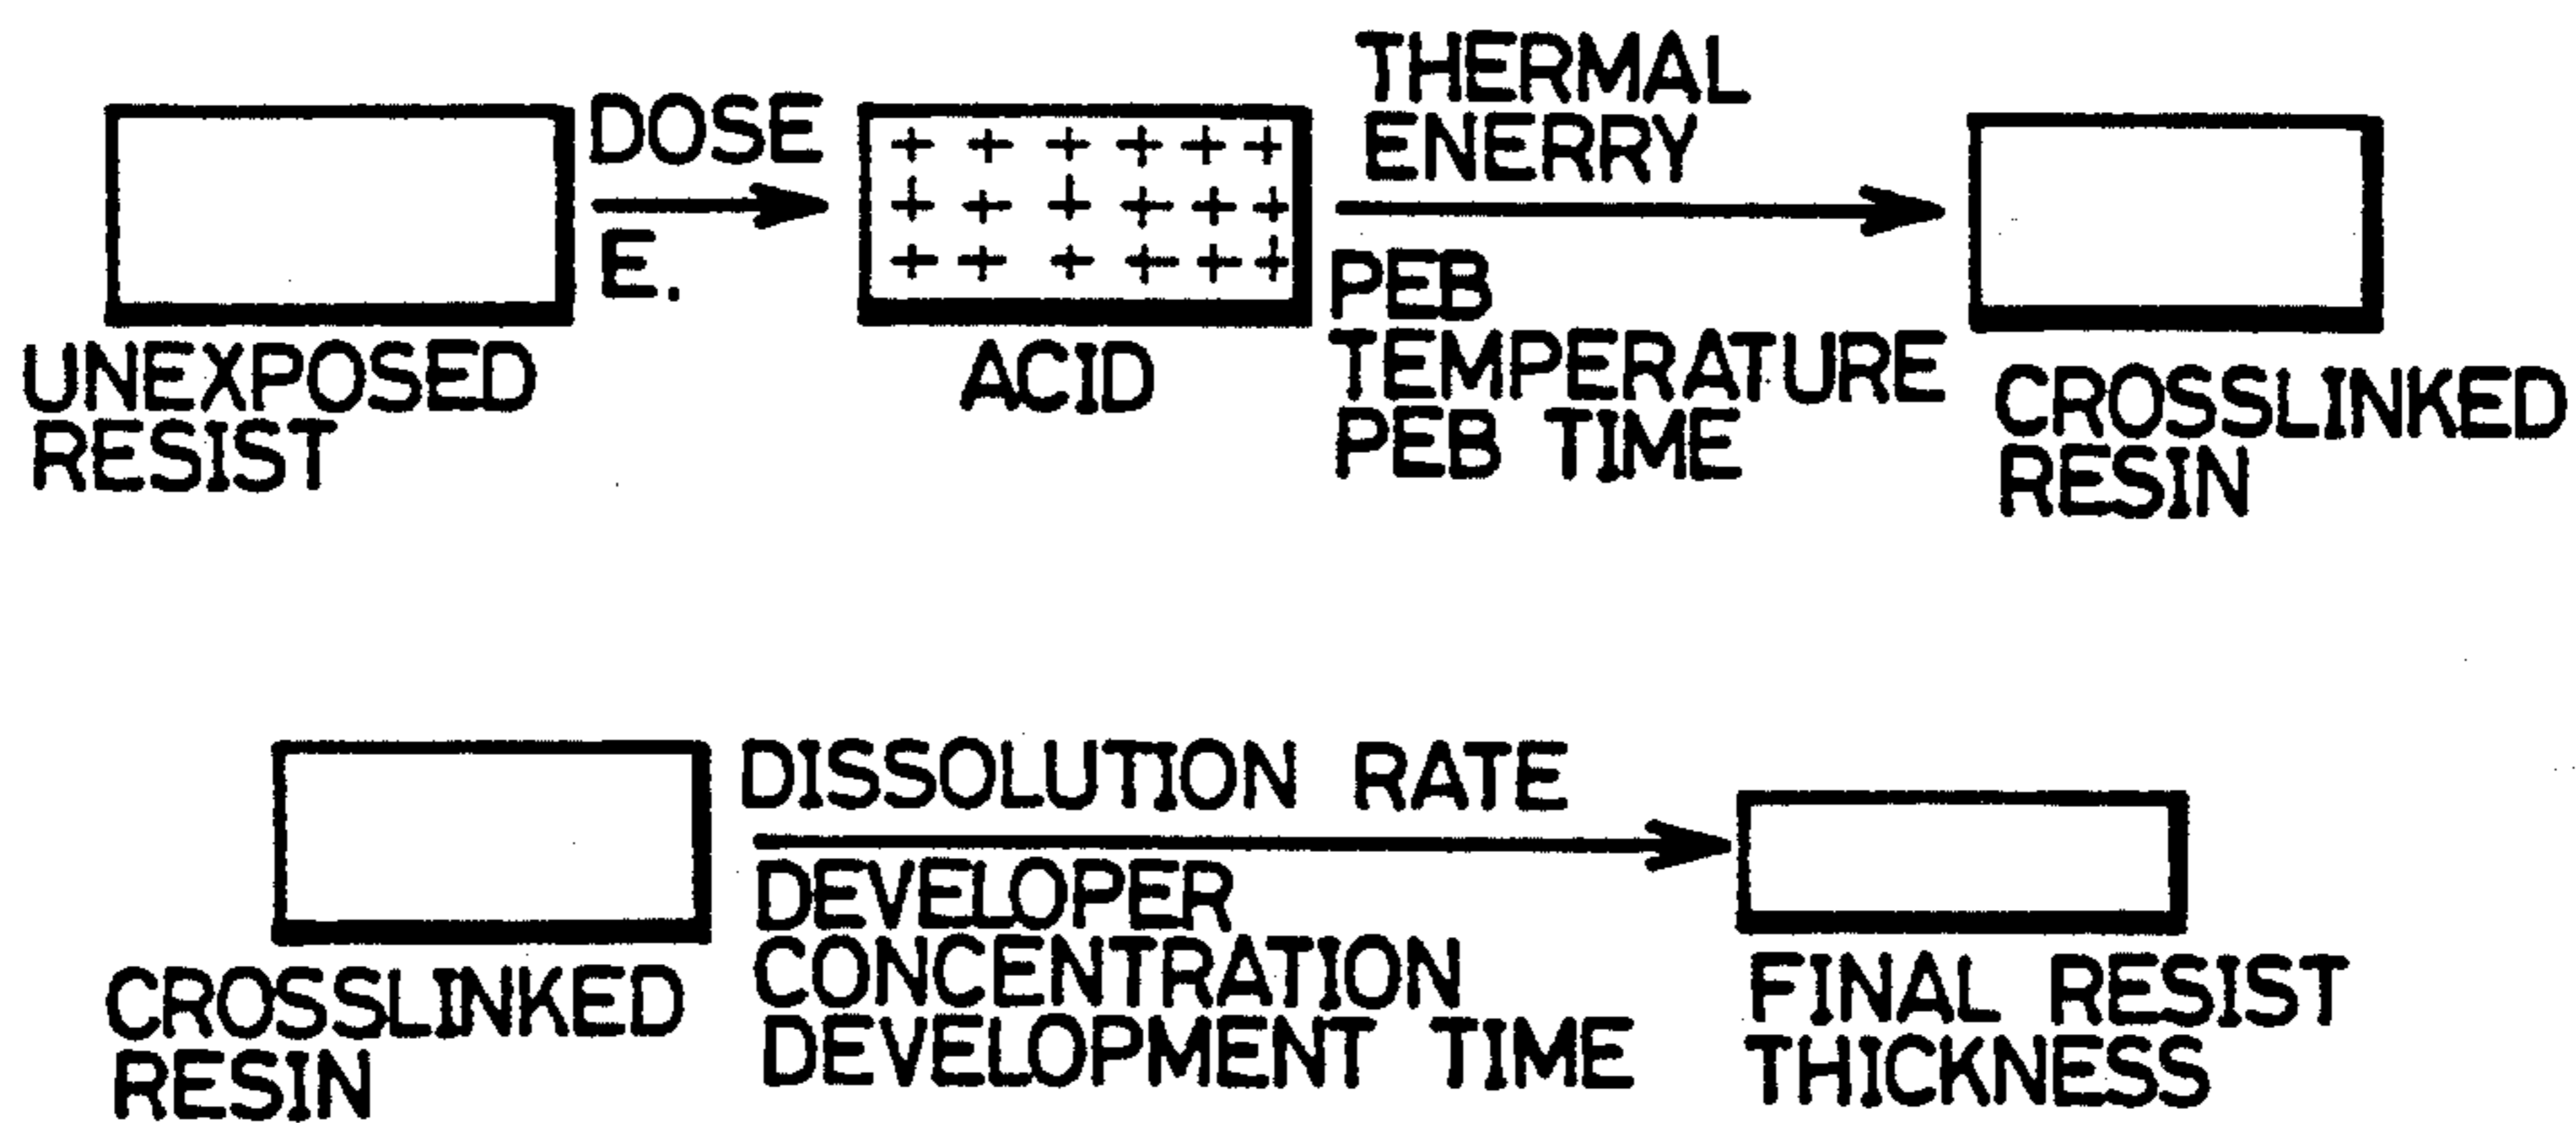 DOSE
E.
THERMAL
ENERRY
PEB
TEMPERATURE
PEB TIME
UNEXPOSED
RESIST
ACID
CROSSLINKED
RESIN
DISSOLUTION RATE
DEVELOPER
CONCENTRATION
DEVELOPMENT TIME
CROSSLINKED
RESIN
FINAL RESIST
THICKNESS